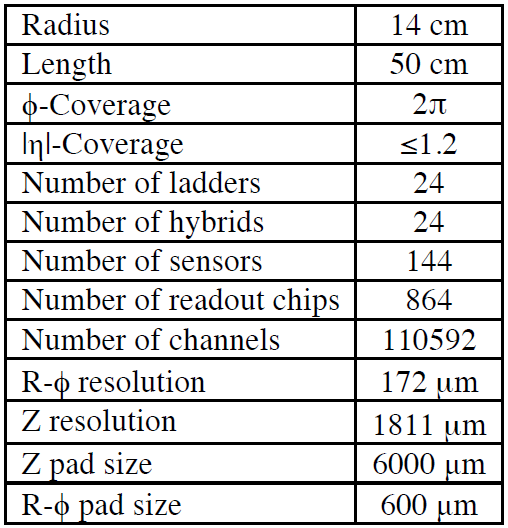 Radius 14 cm
Length 50 cm
ϕ-Coverage 2π
|η|-Coverage ≤1.2
Number of ladders 24
Number of hybrids 24
Number of sensors 144
Number of readout chips 864
Number of channels 110592
R-ϕ resolution 172 μm
Z resolution 1811 μm
Z pad size 6000 μm
R-ϕ pad size 600 μm